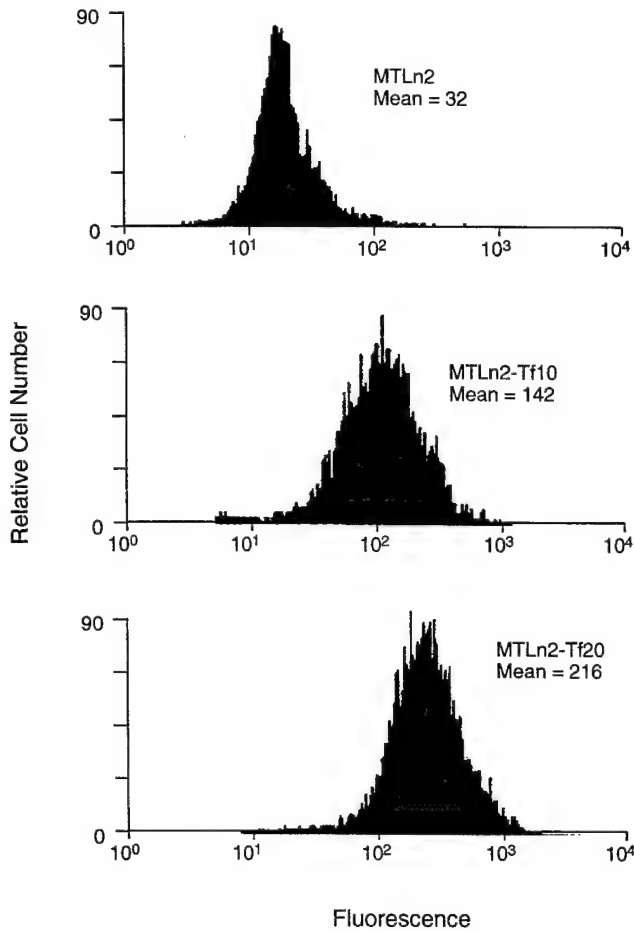 90
MTLn2
Mean = 32
0
10⁰ 10¹ 10² 10³ 10⁴
90
MTLn2-Tf10
Mean = 142
Relative Cell Number
0
10⁰ 10¹ 10² 10³ 10⁴
90
MTLn2-Tf20
Mean = 216
0
10⁰ 10¹ 10² 10³ 10⁴
Fluorescence